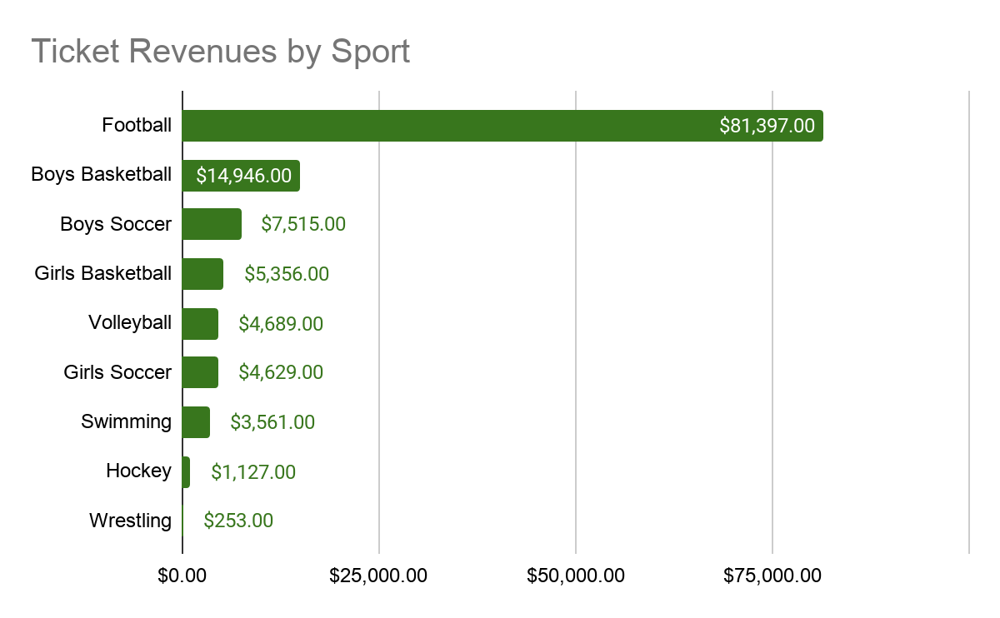 Ticket Revenues by Sport
Football $81,397.00
Boys Basketball $14,946.00
Boys Soccer $7,515.00
Girls Basketball $5,356.00
Volleyball $4,689.00
Girls Soccer $4,629.00
Swimming $3,561.00
Hockey $1,127.00
Wrestling $253.00
$0.00 $25,000.00 $50,000.00 $75,000.00